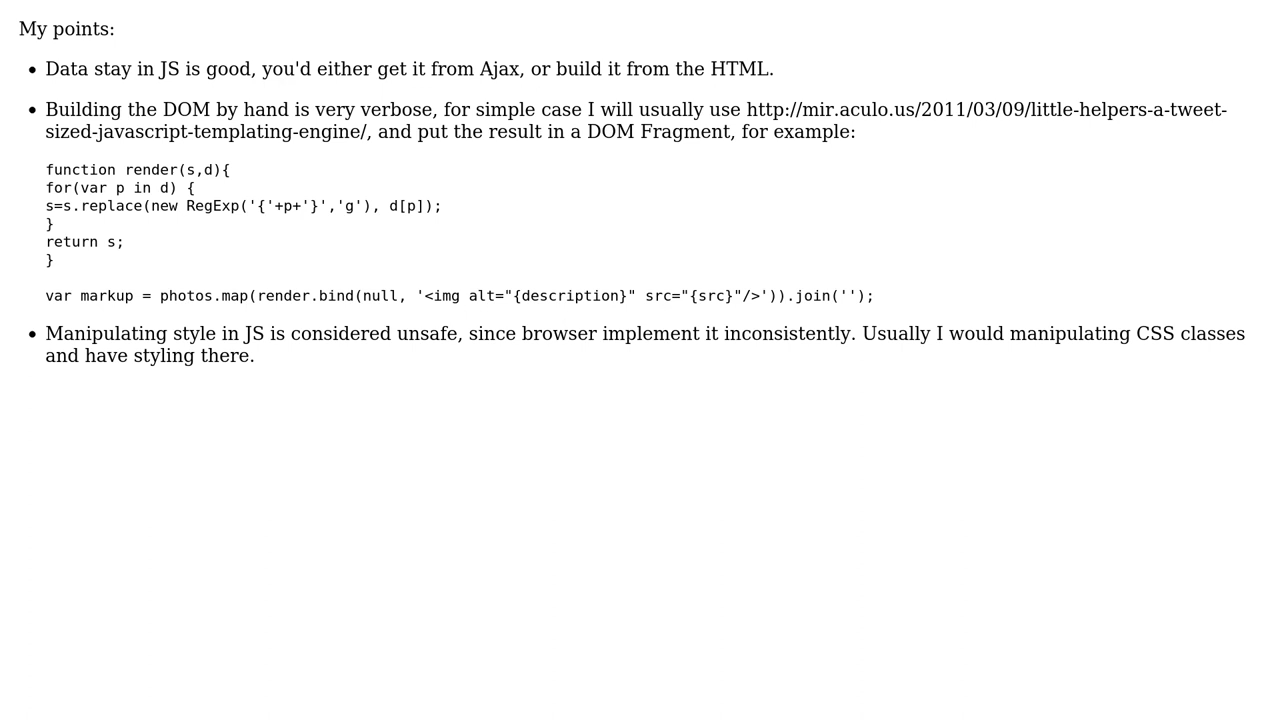 My points:
• Data stay in JS is good, you'd either get it from Ajax, or build it from the HTML.
• Building the DOM by hand is very verbose, for simple case I will usually use http://mir.aculo.us/2011/03/09/little-helpers-a-tweet-
sized-javascript-templating-engine/, and put the result in a DOM Fragment, for example:
function render(s,d){
for(var p in d) {
s=s.replace(new RegExp('{'+p+'}','g'), d[p]);
}
return s;
}
var markup = photos.map(render.bind(null, '<img alt="{description}" src="{src}"/>')).join('');
• Manipulating style in JS is considered unsafe, since browser implement it inconsistently. Usually I would manipulating CSS classes
and have styling there.